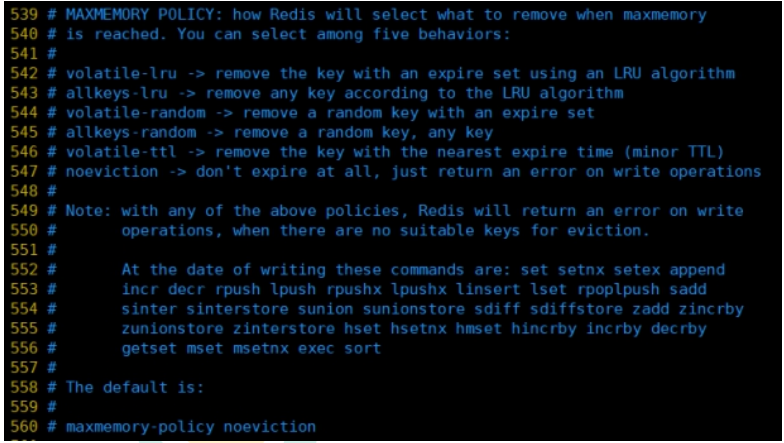 539 # MAXMEMORY POLICY: how Redis will select what to remove when maxmemory
540 # is reached. You can select among five behaviors:
541 #
542 # volatile-lru -> remove the key with an expire set using an LRU algorithm
543 # allkeys-lru -> remove any key according to the LRU algorithm
544 # volatile-random -> remove a random key with an expire set
545 # allkeys-random -> remove a random key, any key
546 # volatile-ttl -> remove the key with the nearest expire time (minor TTL)
547 # noeviction -> don't expire at all, just return an error on write operations
548 #
549 # Note: with any of the above policies, Redis will return an error on write
550 #       operations, when there are no suitable keys for eviction.
551 #
552 #       At the date of writing these commands are: set setnx setex append
553 #       incr decr rpush lpush rpushx lpushx linsert lset rpoplpush sadd
554 #       sinter sinterstore sunion sunionstore sdiff sdiffstore zadd zincrby
555 #       zunionstore zinterstore hset hsetnx hmset hincrby incrby decrby
556 #       getset mset msetnx exec sort
557 #
558 # The default is:
559 #
560 # maxmemory-policy noeviction